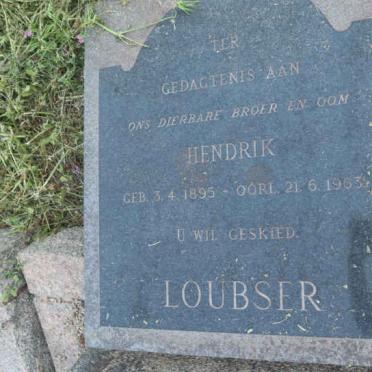 TER
GEDAGTENIS AAN
ONS DIERBARE BROER EN OOM
HENDRIK
GEB. 3. 4. 1895 - OORL. 21. 6. 1963.
U WIL GESKIED.
LOUBSER